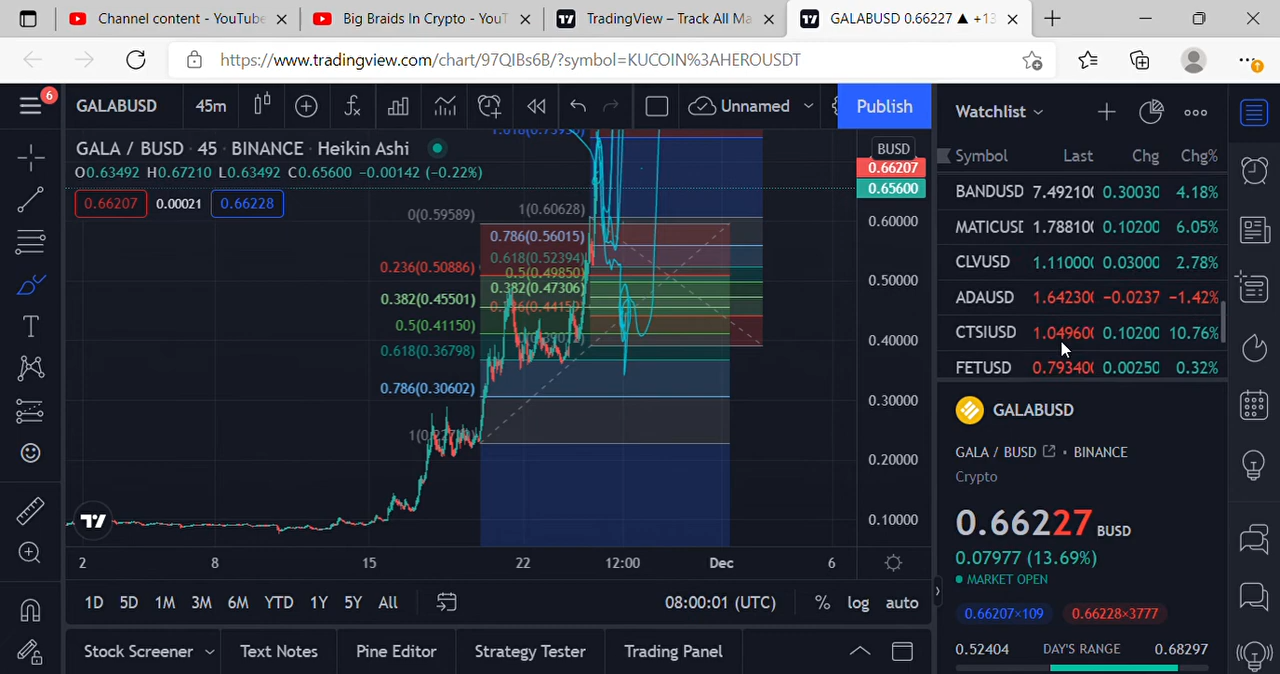 Channel content - YouTube
Big Braids In Crypto - YouT
TradingView – Track All Ma
GALABUSD 0.66227 ▲ +13
https://www.tradingview.com/chart/97QIBs6B/?symbol=KUCOIN%3AHEROUSDT
6
GALABUSD 45m Unnamed Publish
Watchlist
GALA / BUSD · 45 · BINANCE · Heikin Ashi
O0.63492 H0.67210 L0.63492 C0.65600 -0.00142 (-0.22%)
0.66207 0.00021 0.66228
BUSD
0.66207
0.65600
0.60000
0.50000
0.40000
0.30000
0.20000
0.10000
0(0.59589)
0.236(0.50886)
0.382(0.45501)
0.5(0.41150)
0.618(0.36798)
0.786(0.30602)
1(0.60628)
0.786(0.56015)
0.618(0.52394)
0.5(0.49850)
0.382(0.47306)
2 8 15 22 12:00 Dec 6
1D 5D 1M 3M 6M YTD 1Y 5Y All 08:00:01 (UTC) % log auto
Stock Screener Text Notes Pine Editor Strategy Tester Trading Panel
Symbol Last Chg Chg%
BANDUSD 7.49210 0.30030 4.18%
MATICUSD 1.78810 0.10200 6.05%
CLVUSD 1.11000 0.03000 2.78%
ADAUSD 1.64230 -0.0237 -1.42%
CTSIUSD 1.04960 0.10200 10.76%
FETUSD 0.79340 0.00250 0.32%
GALABUSD
GALA / BUSD · BINANCE
Crypto
0.66227 BUSD
0.07977 (13.69%)
MARKET OPEN
0.66207×109 0.66228×3777
0.52404 DAY'S RANGE 0.68297